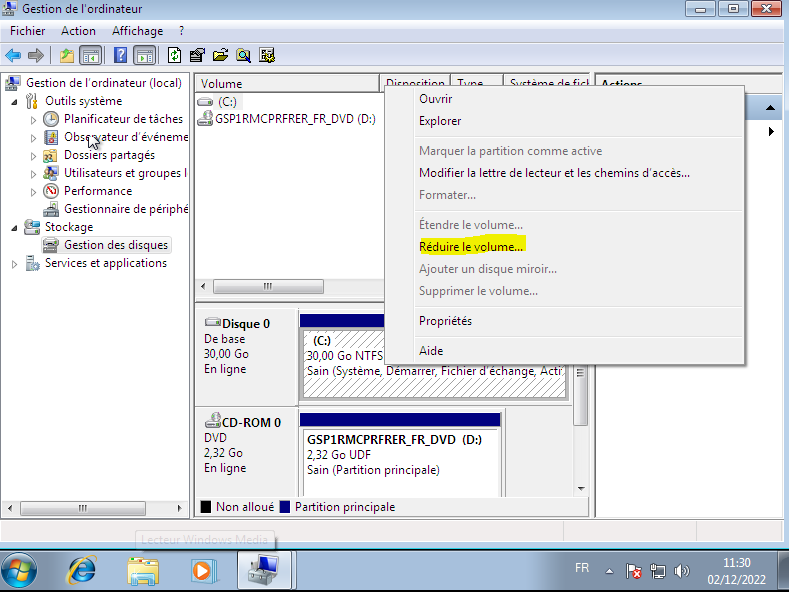 Gestion de l'ordinateur
Fichier Action Affichage ?
Gestion de l'ordinateur (local)
Outils système
Planificateur de tâches
Observateur d'événeme
Dossiers partagés
Utilisateurs et groupes l
Performance
Gestionnaire de périphé
Stockage
Gestion des disques
Services et applications
Volume Disposition Type Système de fich Actions
(C:)
GSP1RMCPRFRER_FR_DVD (D:)
Ouvrir
Explorer
Marquer la partition comme active
Modifier la lettre de lecteur et les chemins d'accès...
Formater...
Étendre le volume...
Réduire le volume...
Ajouter un disque miroir...
Supprimer le volume...
Propriétés
Aide
Disque 0
De base
30,00 Go
En ligne
(C:)
30,00 Go NTFS
Sain (Système, Démarrer, Fichier d'échange, Acti
CD-ROM 0
DVD
2,32 Go
En ligne
GSP1RMCPRFRER_FR_DVD (D:)
2,32 Go UDF
Sain (Partition principale)
Non alloué Partition principale
Lecteur Windows Media
FR
11:30
02/12/2022